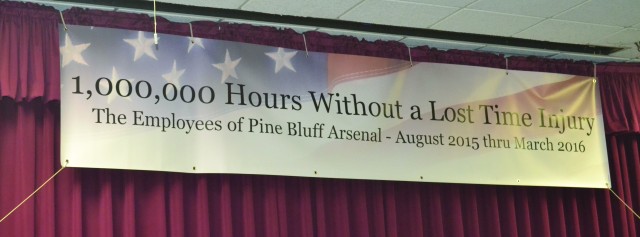 1,000,000 Hours Without a Lost Time Injury
The Employees of Pine Bluff Arsenal - August 2015 thru March 2016